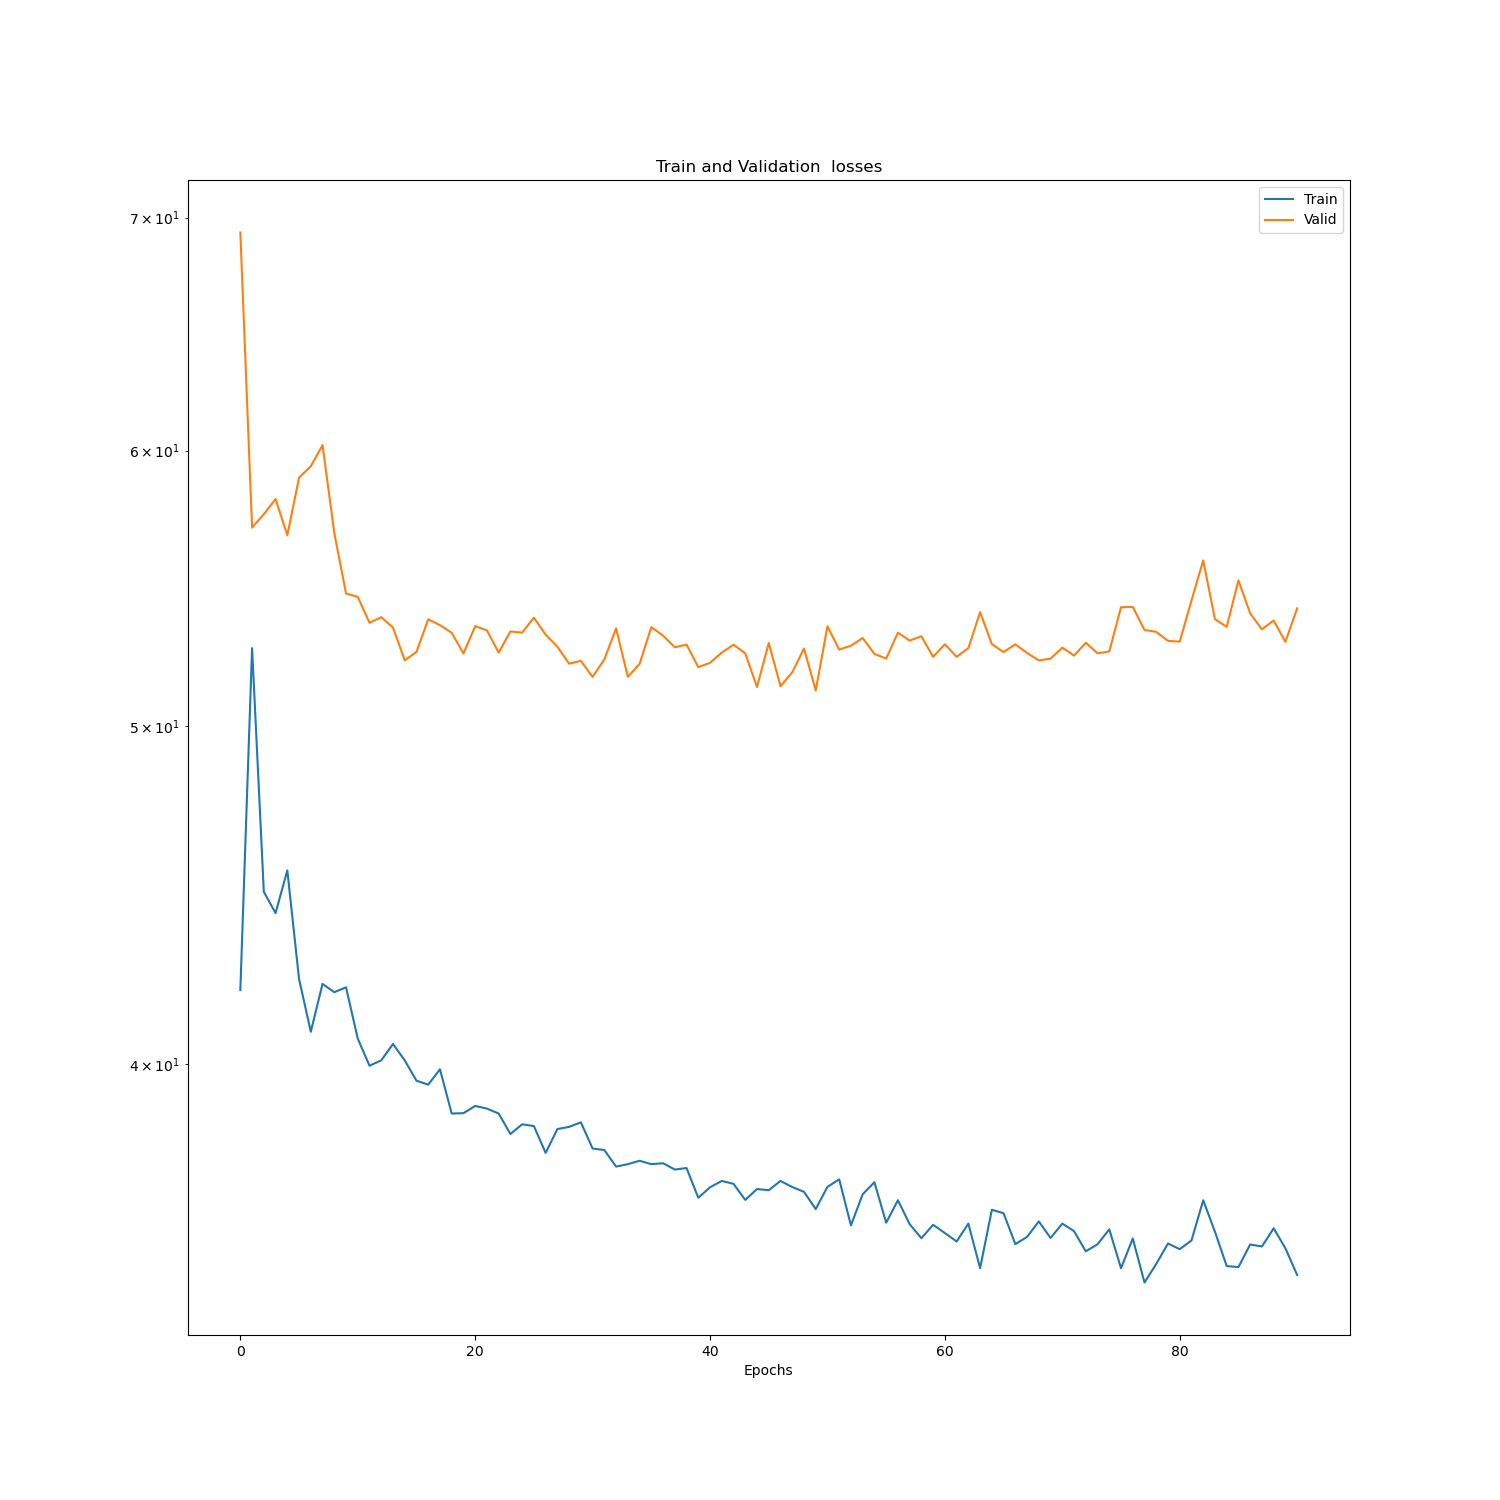 Train and Validation  losses
Train
Valid
7 × 10¹
6 × 10¹
5 × 10¹
4 × 10¹
0 20 40 60 80
Epochs